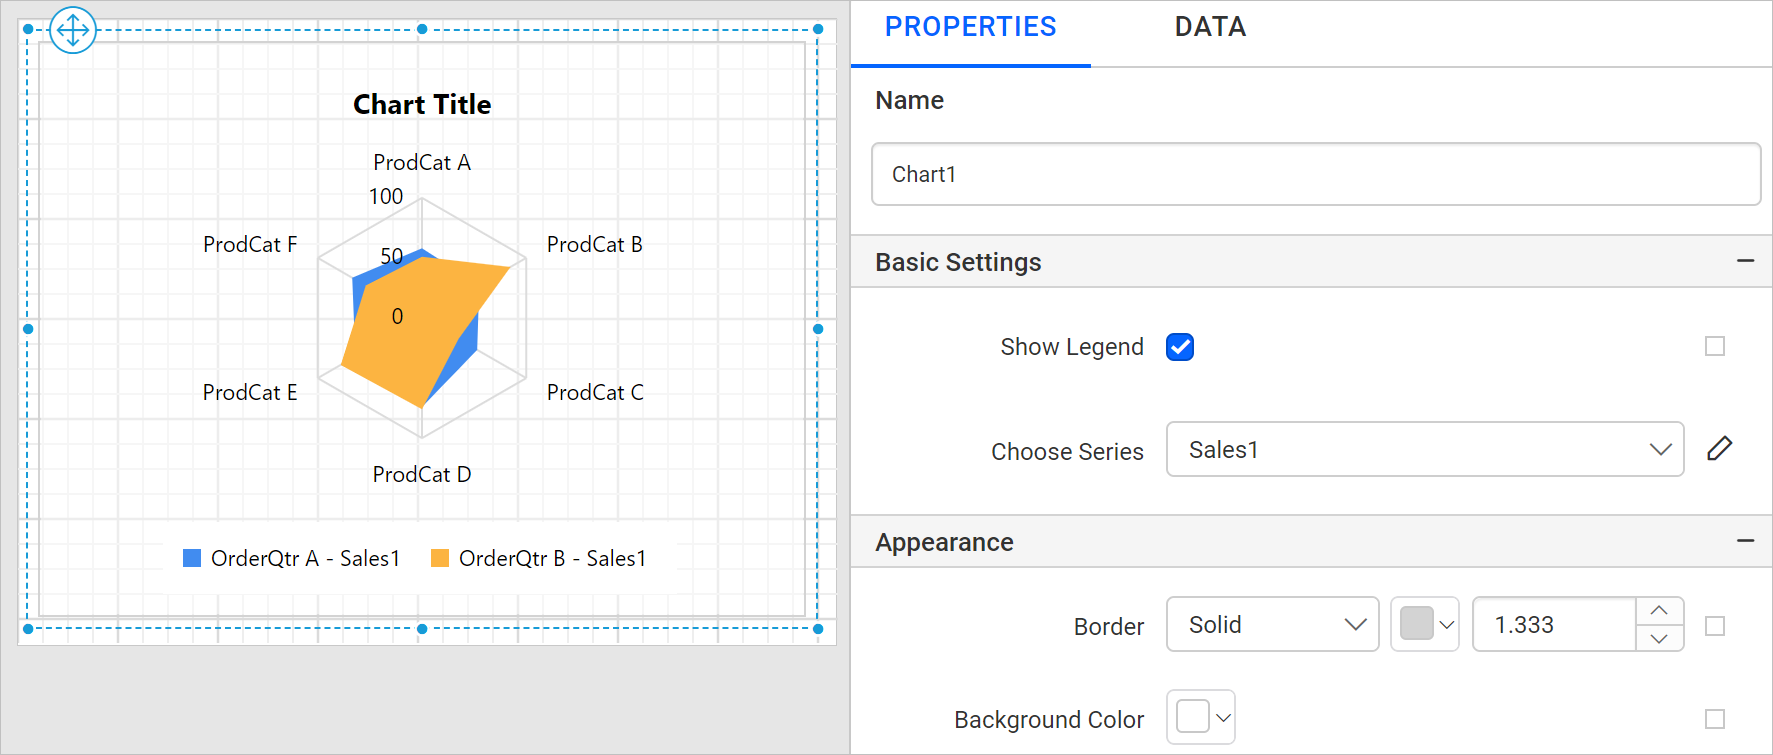 Chart Title
ProdCat A
100
ProdCat F
50
ProdCat B
0
ProdCat E
ProdCat C
ProdCat D
OrderQtr A - Sales1
OrderQtr B - Sales1
PROPERTIES
DATA
Name
Chart1
Basic Settings
Show Legend
Choose Series
Sales1
Appearance
Border
Solid
1.333
Background Color